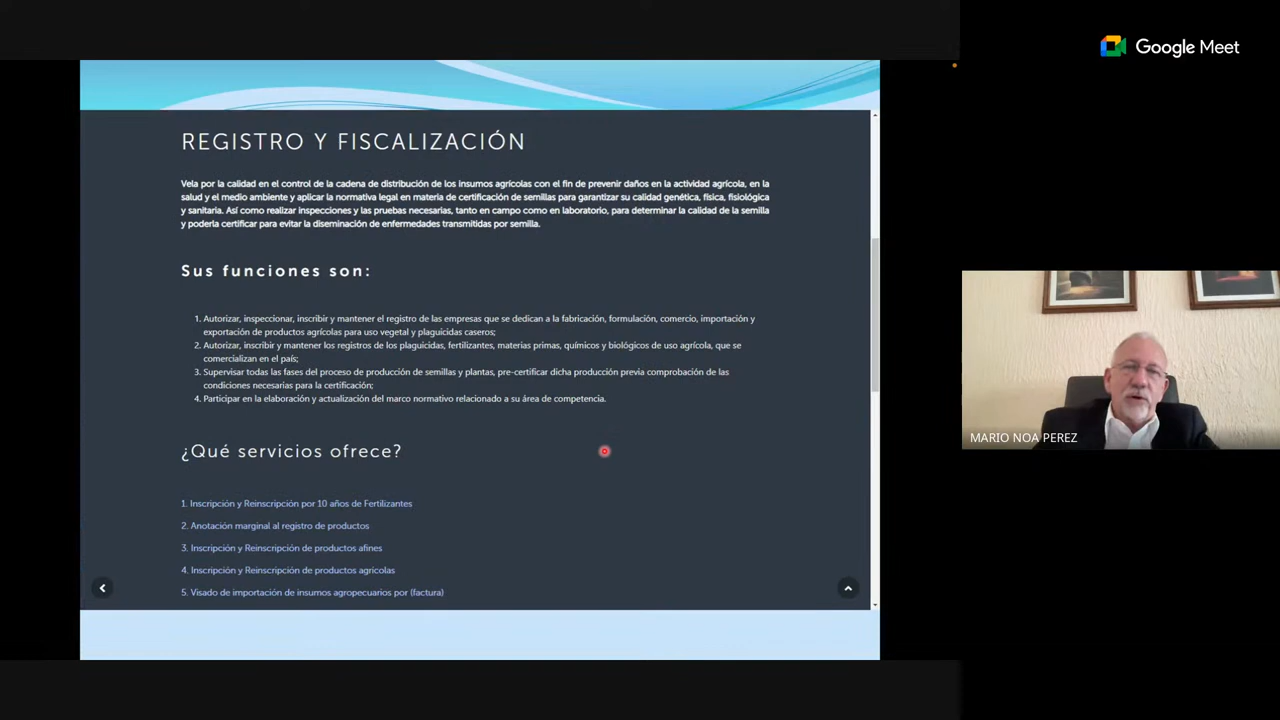 Google Meet
REGISTRO Y FISCALIZACIÓN
Vela por la calidad en el control de la cadena de distribución de los insumos agrícolas con el fin de prevenir daños en la actividad agrícola, en la
salud y el medio ambiente y aplicar la normativa legal en materia de certificación de semillas para garantizar su calidad genética, física, fisiológica
y sanitaria. Así como realizar inspecciones y las pruebas necesarias, tanto en campo como en laboratorio, para determinar la calidad de la semilla
y poderla certificar para evitar la diseminación de enfermedades transmitidas por semilla.
Sus funciones son:
1. Autorizar, inspeccionar, inscribir y mantener el registro de las empresas que se dedican a la fabricación, formulación, comercio, importación y
exportación de productos agrícolas para uso vegetal y plaguicidas caseros;
2. Autorizar, inscribir y mantener los registros de los plaguicidas, fertilizantes, materias primas, químicos y biológicos de uso agrícola, que se
comercializan en el país;
3. Supervisar todas las fases del proceso de producción de semillas y plantas, pre-certificar dicha producción previa comprobación de las
condiciones necesarias para la certificación;
4. Participar en la elaboración y actualización del marco normativo relacionado a su área de competencia.
¿Qué servicios ofrece?
1. Inscripción y Reinscripción por 10 años de Fertilizantes
2. Anotación marginal al registro de productos
3. Inscripción y Reinscripción de productos afines
4. Inscripción y Reinscripción de productos agricolas
5. Visado de importación de insumos agropecuarios por (factura)
MARIO NOA PEREZ